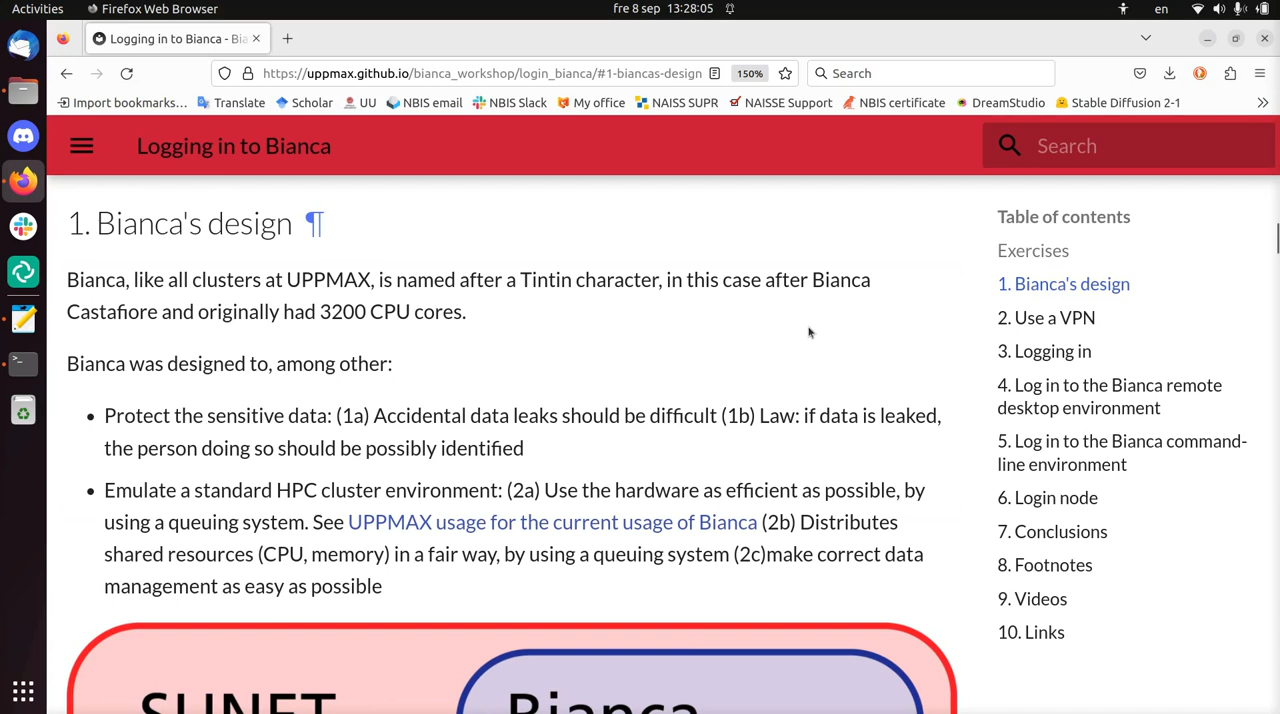 Activities
Firefox Web Browser
fre 8 sep 13:28:05
en
Logging in to Bianca - Bia
https://uppmax.github.io/bianca_workshop/login_bianca/#1-biancas-design
150%
Search
Import bookmarks...
Translate
Scholar
UU
NBIS email
NBIS Slack
My office
NAISS SUPR
NAISSE Support
NBIS certificate
DreamStudio
Stable Diffusion 2-1
Logging in to Bianca
Search
1. Bianca's design ¶
Bianca, like all clusters at UPPMAX, is named after a Tintin character, in this case after Bianca
Castafiore and originally had 3200 CPU cores.
Bianca was designed to, among other:
• Protect the sensitive data: (1a) Accidental data leaks should be difficult (1b) Law: if data is leaked,
the person doing so should be possibly identified
• Emulate a standard HPC cluster environment: (2a) Use the hardware as efficient as possible, by
using a queuing system. See UPPMAX usage for the current usage of Bianca (2b) Distributes
shared resources (CPU, memory) in a fair way, by using a queuing system (2c)make correct data
management as easy as possible
SUNET
Bianca
Table of contents
Exercises
1. Bianca's design
2. Use a VPN
3. Logging in
4. Log in to the Bianca remote
desktop environment
5. Log in to the Bianca command-
line environment
6. Login node
7. Conclusions
8. Footnotes
9. Videos
10. Links